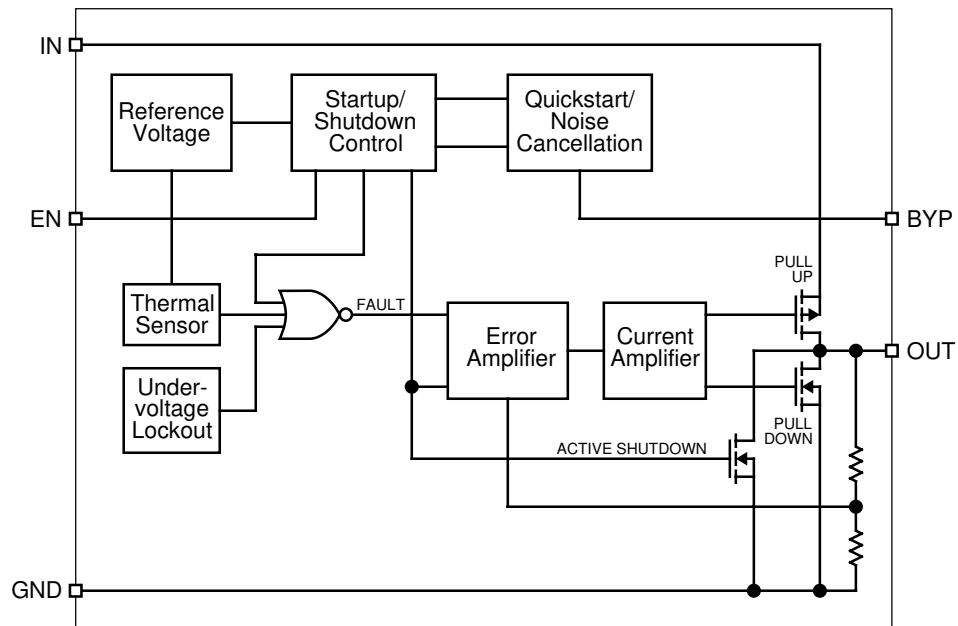 IN
Reference
Voltage
Startup/
Shutdown
Control
Quickstart/
Noise
Cancellation
EN
BYP
PULL
UP
Thermal
Sensor
FAULT
Error
Amplifier
Current
Amplifier
OUT
Under-
voltage
Lockout
PULL
DOWN
ACTIVE SHUTDOWN
GND